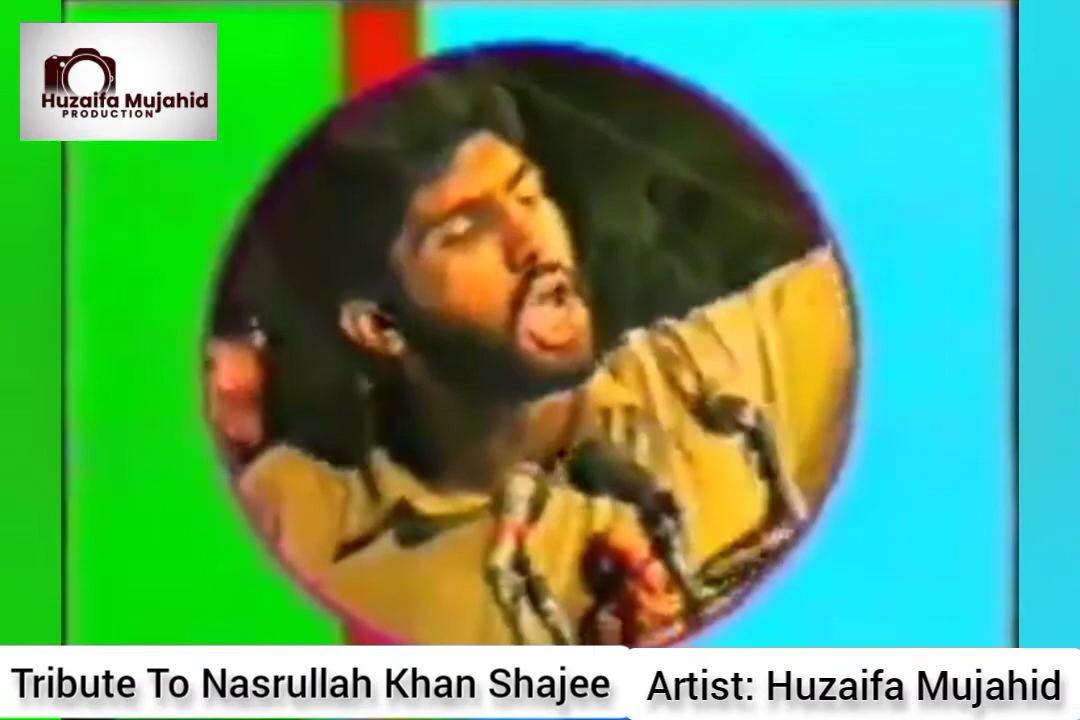 Huzaifa Mujahid
PRODUCTION
Tribute To Nasrullah Khan Shajee
Artist: Huzaifa Mujahid